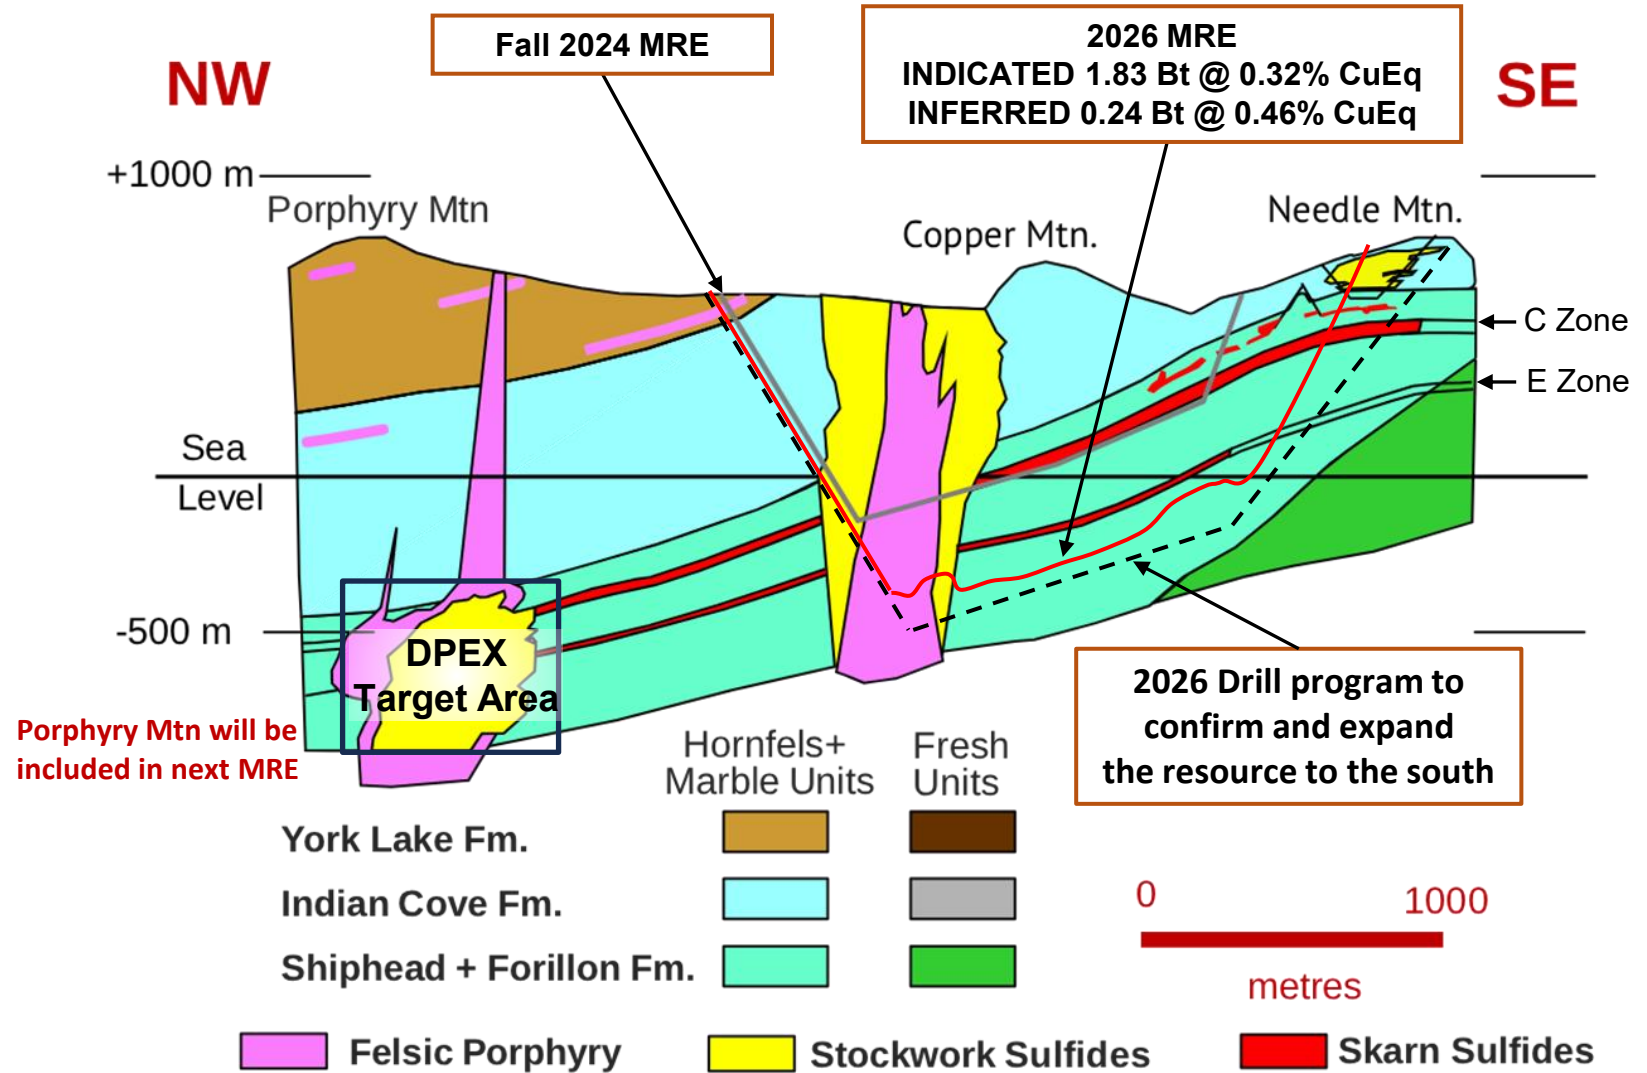 Fall 2024 MRE
2026 MRE
INDICATED 1.83 Bt @ 0.32% CuEq
INFERRED 0.24 Bt @ 0.46% CuEq
NW
SE
+1000 m
Porphyry Mtn
Copper Mtn.
Needle Mtn.
C Zone
E Zone
Sea
Level
-500 m
DPEX
Target Area
Porphyry Mtn will be
included in next MRE
2026 Drill program to
confirm and expand
the resource to the south
Hornfels+
Marble Units
Fresh
Units
York Lake Fm.
Indian Cove Fm.
Shiphead + Forillon Fm.
0
1000
metres
Felsic Porphyry
Stockwork Sulfides
Skarn Sulfides